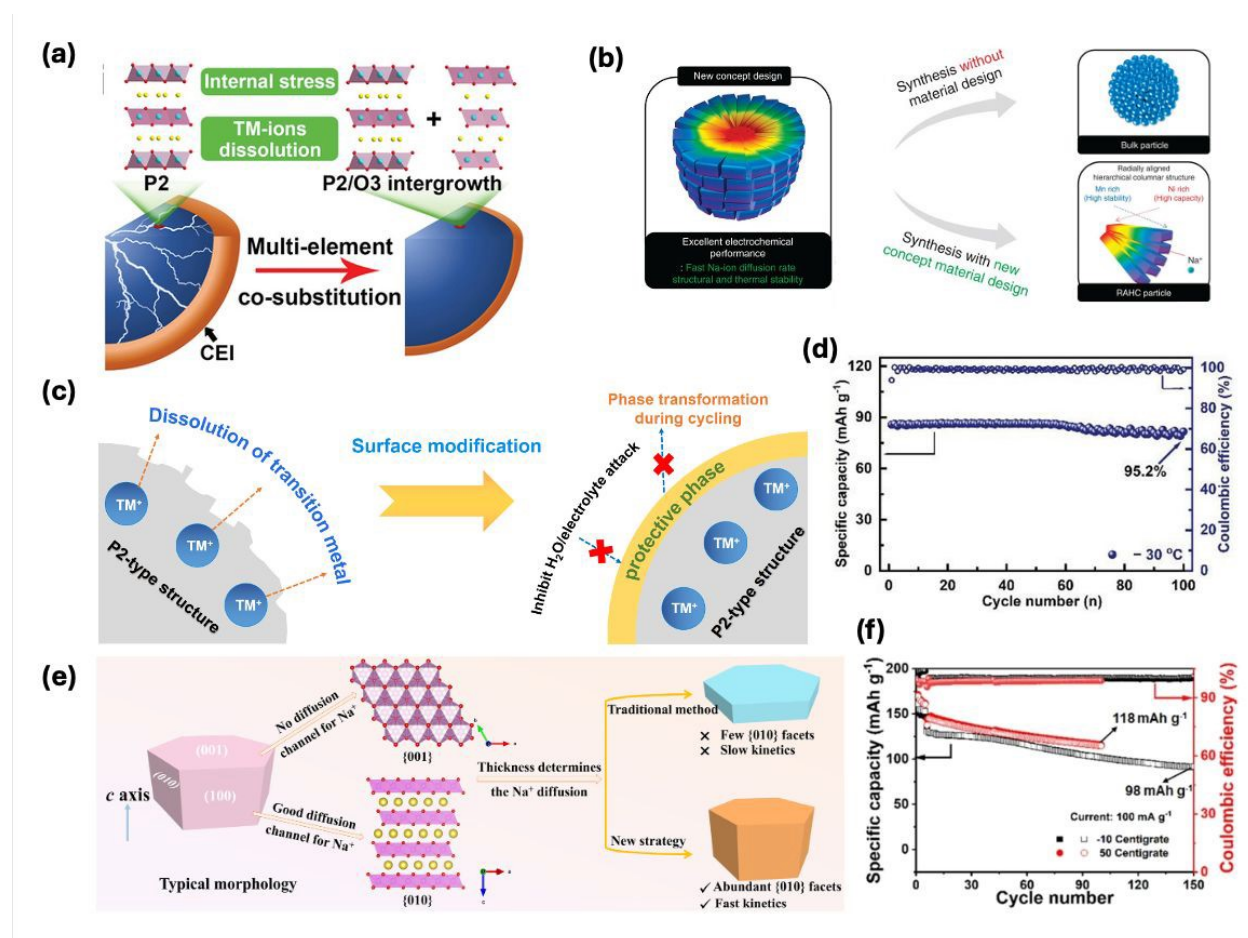 (a)
Internal stress
TM-ions
dissolution
+
P2
P2/O3 intergrowth
Multi-element
co-substitution
CEI
(b)
New concept design
Excellent electrochemical
performance
: Fast Na-ion diffusion rate
structural and thermal stability
Synthesis without
material design
Synthesis with new
concept material design
Bulk particle
Radially aligned
hierarchical columnar structure
Mn rich
(High stability)
Ni rich
(High capacity)
Na⁺
RAHC particle
(c)
Dissolution of transition metal
TM⁺
TM⁺
TM⁺
P2-type structure
Surface modification
Phase transformation
during cycling
Inhibit H₂O/electrolyte attack
protective phase
TM⁺
TM⁺
TM⁺
P2-type structure
(d)
Specific capacity (mAh g⁻¹)
120
90
60
30
0
0 20 40 60 80 100
Cycle number (n)
100
80
60
40
20
0
Coulombic efficiency (%)
95.2%
– 30 °C
(e)
c axis
(001)
(010)
(100)
Typical morphology
No diffusion
channel for Na⁺
Good diffusion
channel for Na⁺
{001}
{010}
Thickness determines
the Na⁺ diffusion
Traditional method
× Few {010} facets
× Slow kinetics
New strategy
✓ Abundant {010} facets
✓ Fast kinetics
(f)
Specific capacity (mAh g⁻¹)
200
150
100
50
0
0 30 60 90 120 150
Cycle number
90
60
30
0
Coulombic efficiency (%)
118 mAh g⁻¹
98 mAh g⁻¹
Current: 100 mA g⁻¹
-10 Centigrate
50 Centigrate